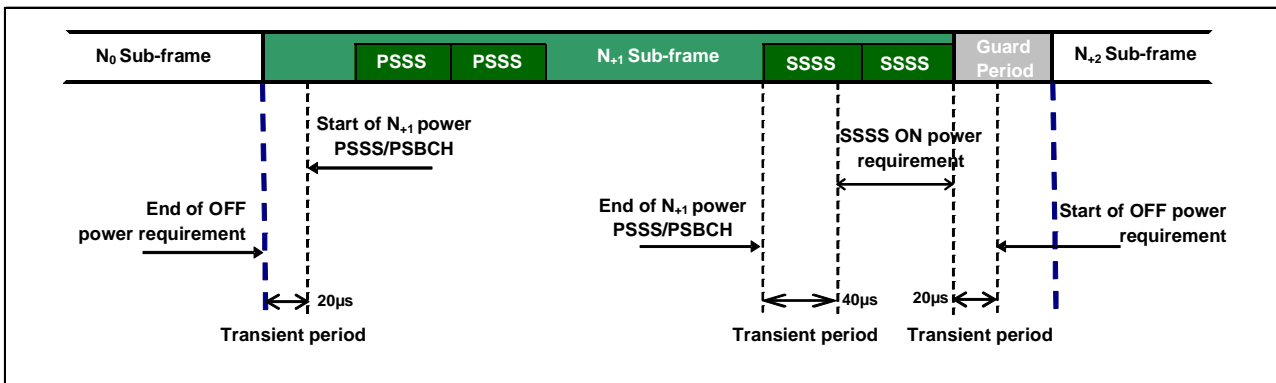 N0 Sub-frame
PSSS
PSSS
N+1 Sub-frame
SSSS
SSSS
Guard
Period
N+2 Sub-frame
Start of N+1 power
PSSS/PSBCH
SSSS ON power
requirement
End of OFF
power requirement
End of N+1 power
PSSS/PSBCH
Start of OFF power
requirement
20µs
40µs
20µs
Transient period
Transient period
Transient period